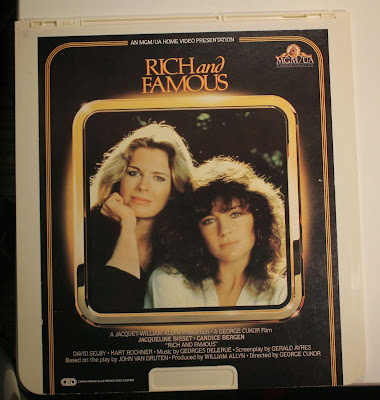 AN MGM/UA HOME VIDEO PRESENTATION
MGM/UA
RICH and
FAMOUS
A JACQUET-WILLIAM ALLYN Production • A GEORGE CUKOR Film
JACQUELINE BISSET • CANDICE BERGEN
"RICH AND FAMOUS"
DAVID SELBY • HART BOCHNER • Music by GEORGES DELERUE • Screenplay by GERALD AYRES
Based on the play by JOHN VAN DRUTEN • Produced by WILLIAM ALLYN • Directed by GEORGE CUKOR
CED